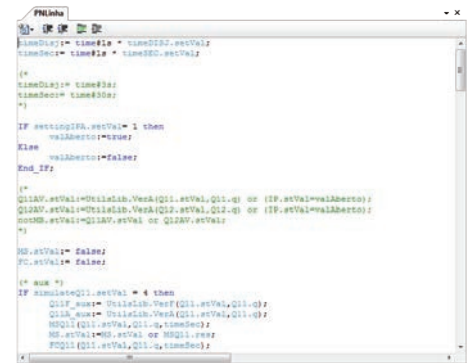 PNLinha
timeDisj:= time#1s * timeDISJ.setVal;
timeSec:= time#1s * timeSEC.setVal;
(*
timeDisj:= time#3s;
timeSec:= time#30s;
*)
IF settingIPA.setVal= 1 then
valAberto:=true;
Else
valAberto:=false;
End_IF;
(*
Q11AV.stVal:=UtilsLib.VerA(Q11.stVal,Q11.q) or (IP.stVal=valAberto);
Q12AV.stVal:=UtilsLib.VerA(Q12.stVal,Q12.q) or (IP.stVal=valAberto);
notMB.stVal:=Q11AV.stVal or Q12AV.stVal;
*)
MS.stVal:= false;
FC.stVal:= false;
(* aux *)
IF simulateQ11.setVal = 4 then
Q11F_aux:= UtilsLib.VerF(Q11.stVal,Q11.q);
Q11A_aux:= UtilsLib.VerA(Q11.stVal,Q11.q);
MSQ11(Q11.stVal,Q11.q,timeSec);
MS.stVal:=MS.stVal or MSQ11.res;
FCQ11(Q11.stVal,Q11.q,timeSec);